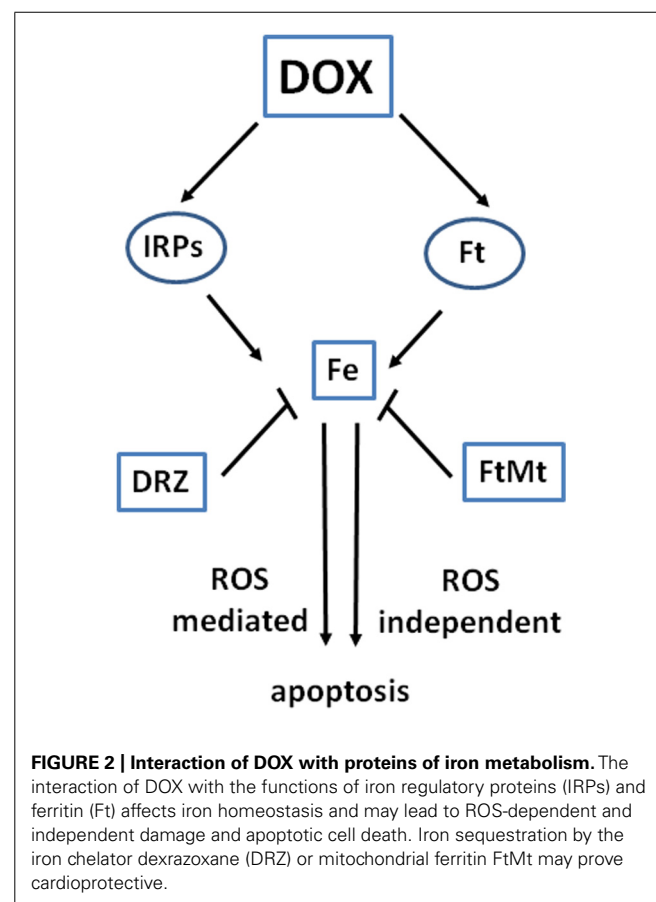 DOX
IRPs
Ft
Fe
DRZ
FtMt
ROS
mediated
ROS
independent
apoptosis
FIGURE 2 | Interaction of DOX with proteins of iron metabolism. The
interaction of DOX with the functions of iron regulatory proteins (IRPs) and
ferritin (Ft) affects iron homeostasis and may lead to ROS-dependent and
independent damage and apoptotic cell death. Iron sequestration by the
iron chelator dexrazoxane (DRZ) or mitochondrial ferritin FtMt may prove
cardioprotective.